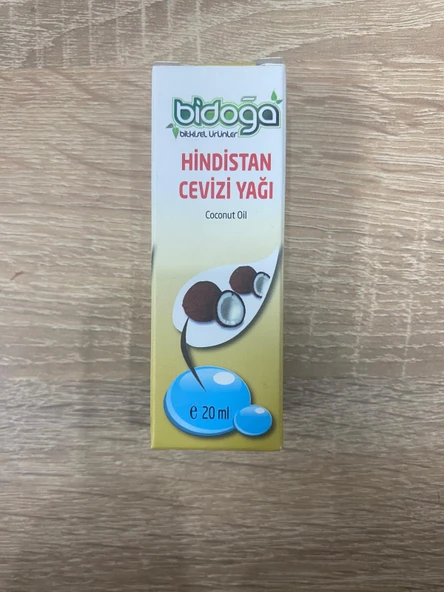 bidoğa
bitkisel ürünler
HİNDİSTAN
CEVİZİ YAĞI
Coconut Oil
℮ 20 ml